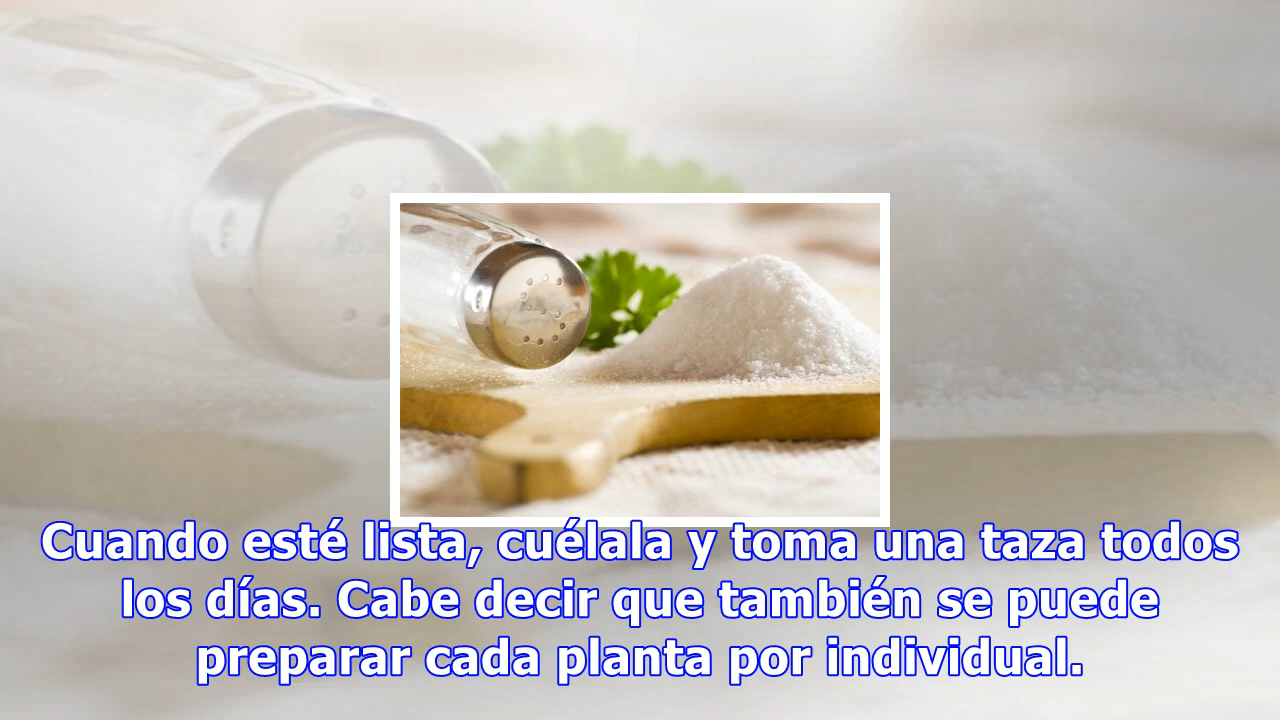 Cuando esté lista, cuélala y toma una taza todos
los días. Cabe decir que también se puede
preparar cada planta por individual.